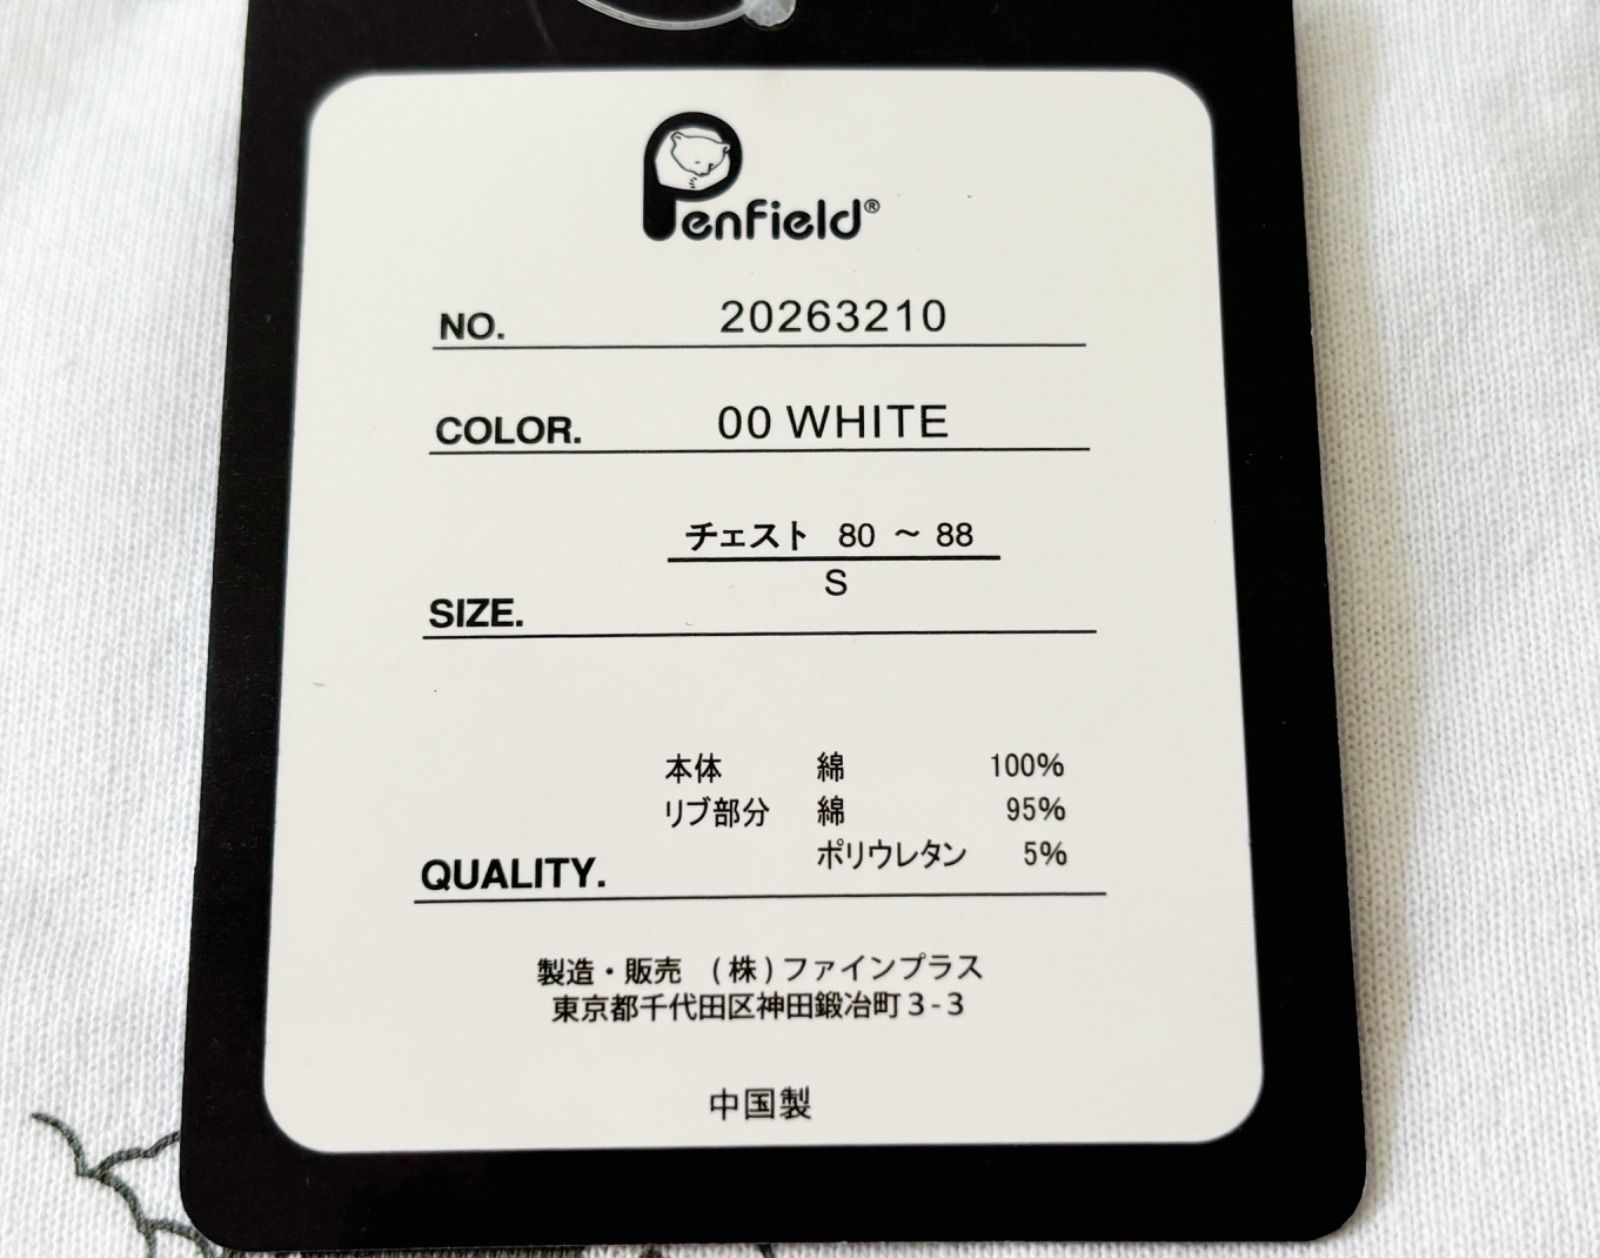 Penfield®
NO. 20263210
COLOR. 00 WHITE
チェスト 80 ～ 88
S
SIZE.
本体 綿 100%
リブ部分 綿 95%
ポリウレタン 5%
QUALITY.
製造・販売 (株)ファインプラス
東京都千代田区神田鍛冶町３-３
中国製